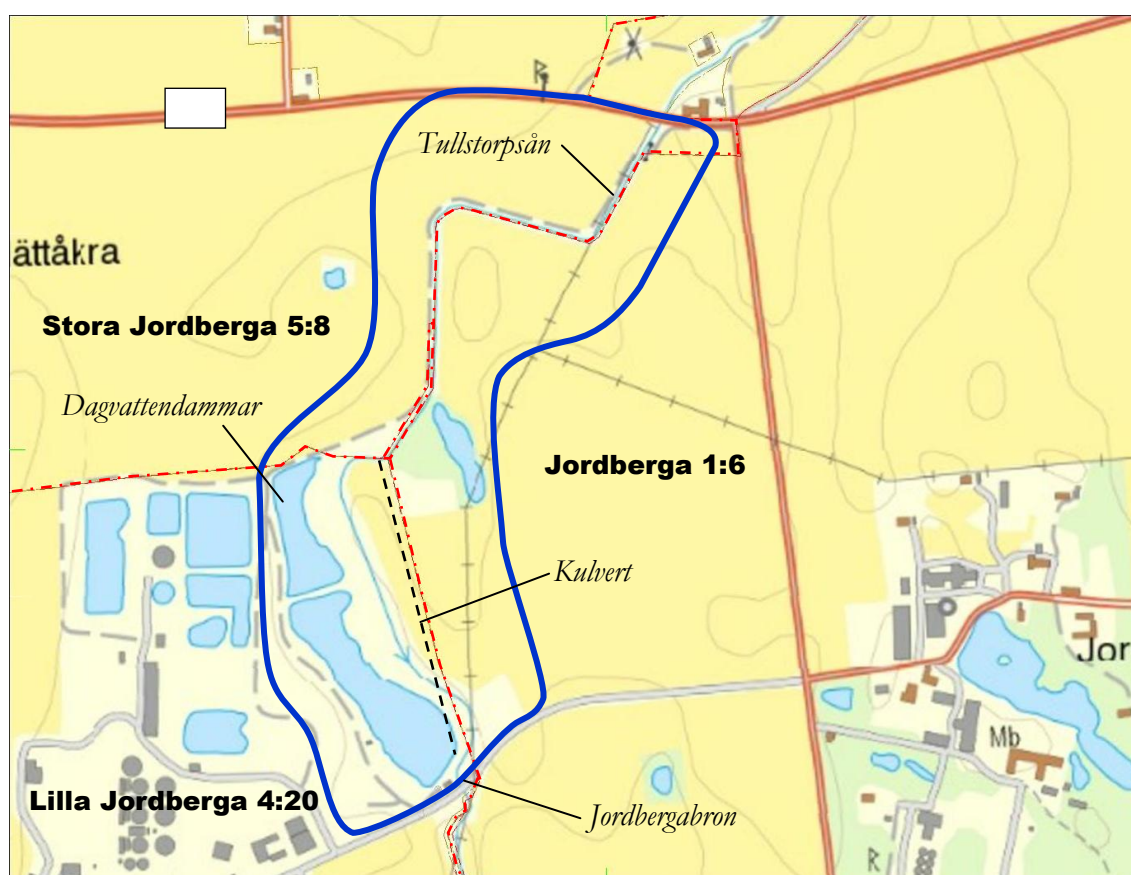 R
Tullstorpsån
ättåkra
Stora Jordberga 5:8
Dagvattendammar
Jordberga 1:6
Kulvert
Jor
Mb
Lilla Jordberga 4:20
Jordbergabron
R